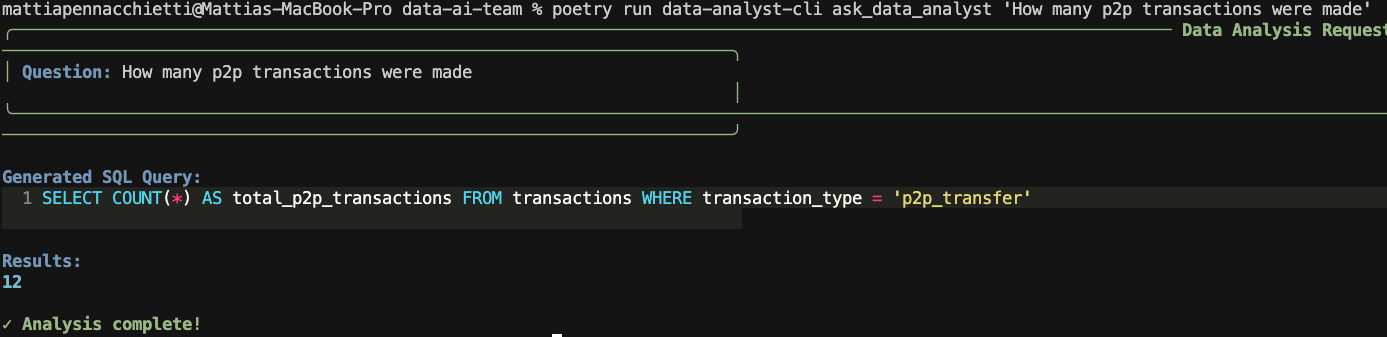 mattiapennacchietti@Mattias-MacBook-Pro data-ai-team % poetry run data-analyst-cli ask_data_analyst 'How many p2p transactions were made'
Data Analysis Request
Question: How many p2p transactions were made
Generated SQL Query:
1 SELECT COUNT(*) AS total_p2p_transactions FROM transactions WHERE transaction_type = 'p2p_transfer'
Results:
12
✓ Analysis complete!